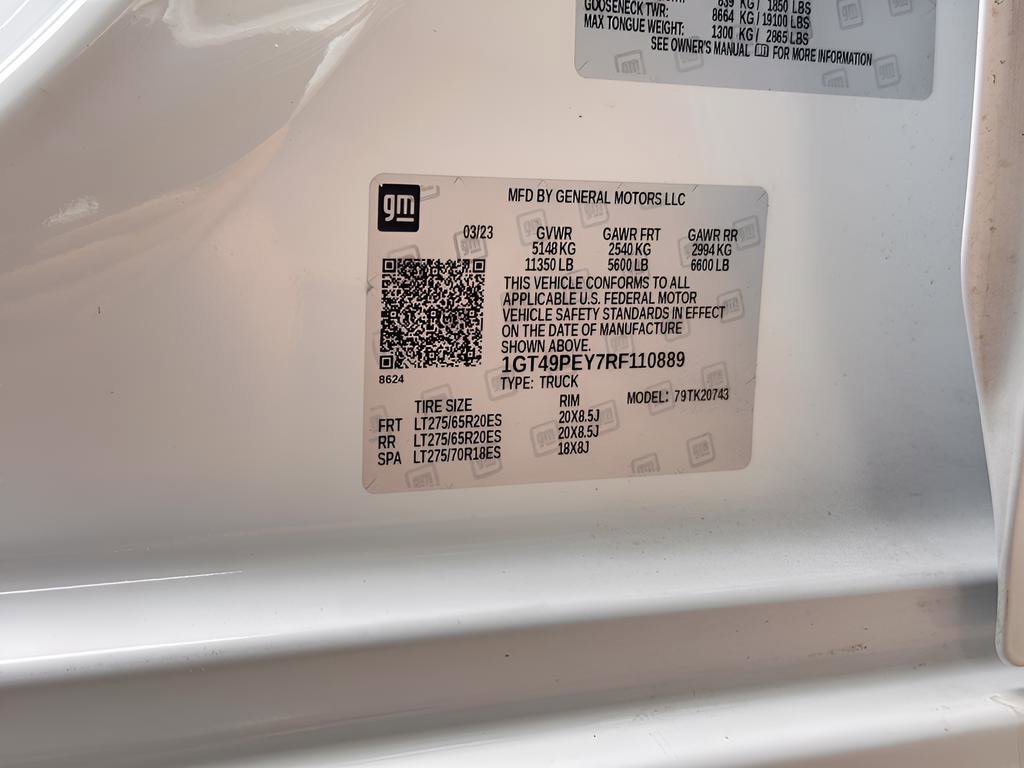 839 KG / 1850 LBS
GOOSENECK TWR: 8664 KG / 19100 LBS
MAX TONGUE WEIGHT: 1300 KG / 2865 LBS
SEE OWNER'S MANUAL FOR MORE INFORMATION
gm
MFD BY GENERAL MOTORS LLC
03/23 GVWR GAWR FRT GAWR RR
5148 KG 2540 KG 2994 KG
11350 LB 5600 LB 6600 LB
THIS VEHICLE CONFORMS TO ALL
APPLICABLE U.S. FEDERAL MOTOR
VEHICLE SAFETY STANDARDS IN EFFECT
ON THE DATE OF MANUFACTURE
SHOWN ABOVE.
1GT49PEY7RF110889
8624
TYPE: TRUCK
MODEL: 79TK20743
TIRE SIZE RIM
FRT LT275/65R20ES 20X8.5J
RR LT275/65R20ES 20X8.5J
SPA LT275/70R18ES 18X8J